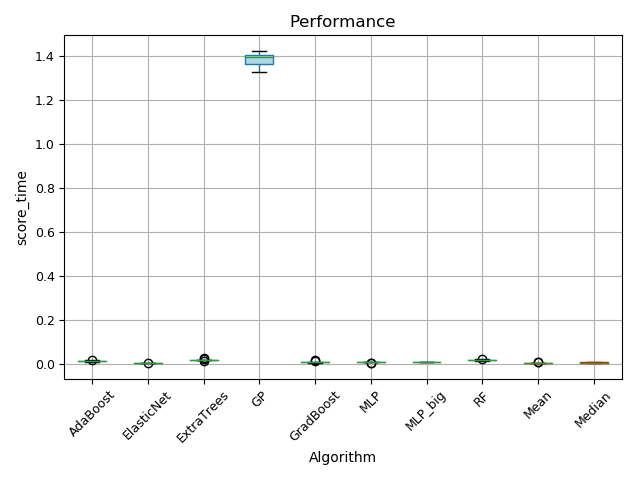 Performance
score_time
1.4
1.2
1.0
0.8
0.6
0.4
0.2
0.0
AdaBoost
ElasticNet
ExtraTrees
GP
GradBoost
MLP
MLP_big
RF
Mean
Median
Algorithm